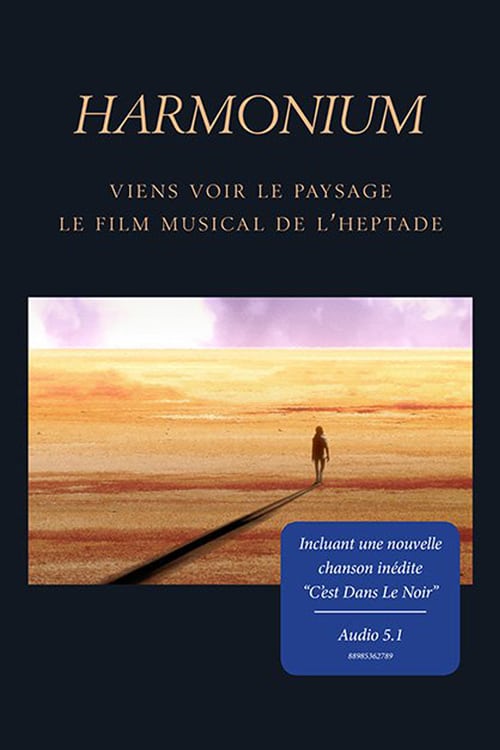 HARMONIUM
VIENS VOIR LE PAYSAGE
LE FILM MUSICAL DE L'HEPTADE
Incluant une nouvelle
chanson inédite
“C'est Dans Le Noir”
Audio 5.1
88985362789